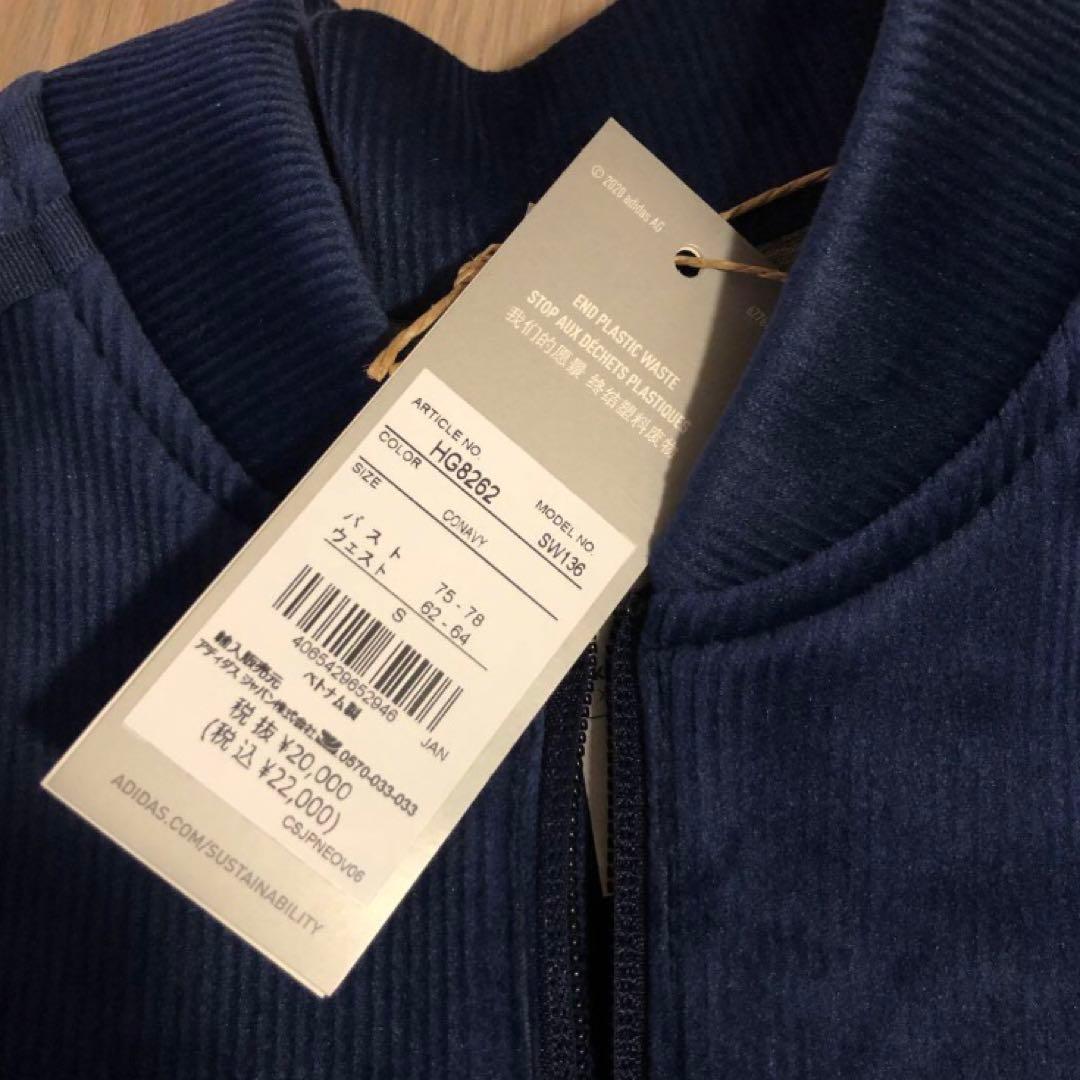 © 2020 adidas AG
END PLASTIC WASTE
STOP AUX DÉCHETS PLASTIQUES
我们的愿景 终结塑料废物
ARTICLE NO. MODEL NO.
HG8262 SW136
COLOR CONAVY
SIZE
バスト 75 - 78
ウェスト 62 - 64
S
4065429652946 JAN
ベトナム製
輸入販売元
アディダス ジャパン株式会社 0570-033-033
税抜 ¥20,000
(税込 ¥22,000)
CSJPNEOV06
ADIDAS.COM/SUSTAINABILITY